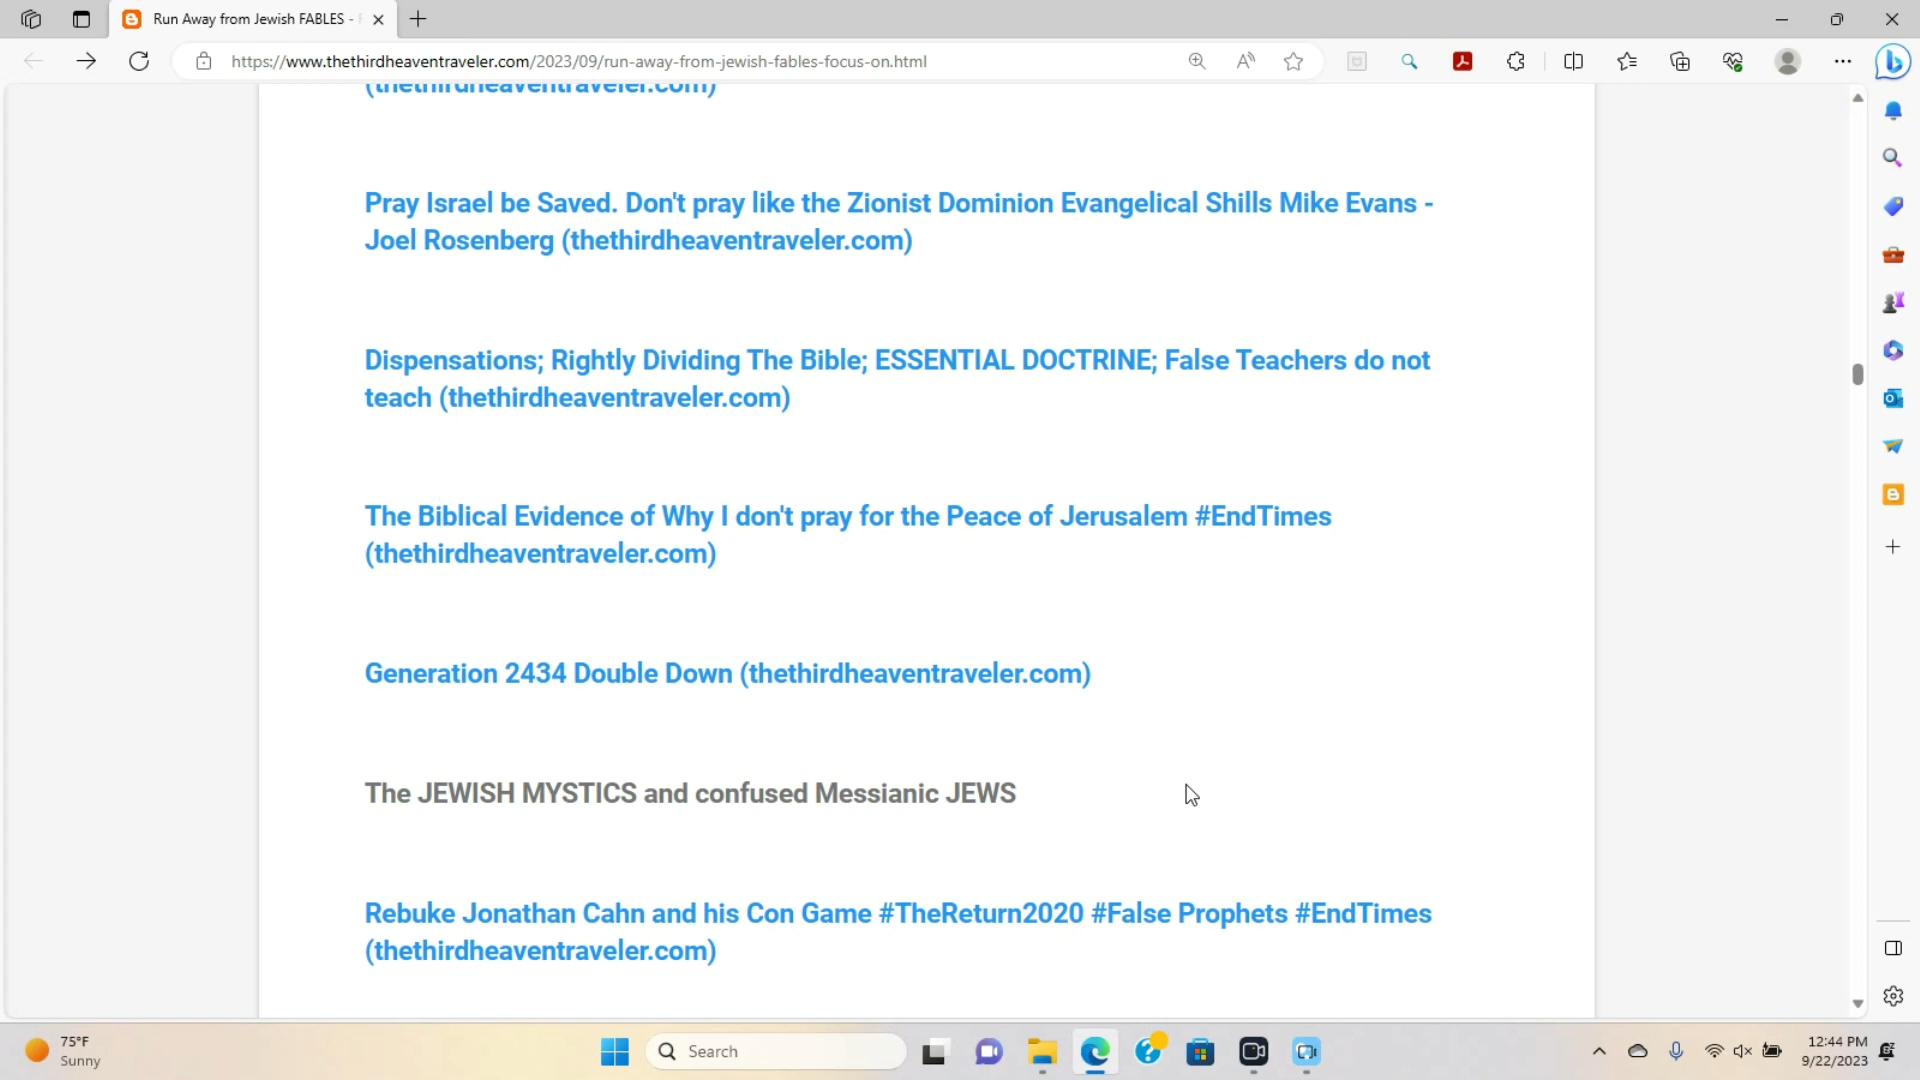 Run Away from Jewish FABLES -
https://www.thethirdheaventraveler.com/2023/09/run-away-from-jewish-fables-focus-on.html
(thethirdheaventraveler.com)
Pray Israel be Saved. Don't pray like the Zionist Dominion Evangelical Shills Mike Evans -
Joel Rosenberg (thethirdheaventraveler.com)
Dispensations; Rightly Dividing The Bible; ESSENTIAL DOCTRINE; False Teachers do not
teach (thethirdheaventraveler.com)
The Biblical Evidence of Why I don't pray for the Peace of Jerusalem #EndTimes
(thethirdheaventraveler.com)
Generation 2434 Double Down (thethirdheaventraveler.com)
The JEWISH MYSTICS and confused Messianic JEWS
Rebuke Jonathan Cahn and his Con Game #TheReturn2020 #False Prophets #EndTimes
(thethirdheaventraveler.com)
75°F
Sunny
Search
12:44 PM
9/22/2023